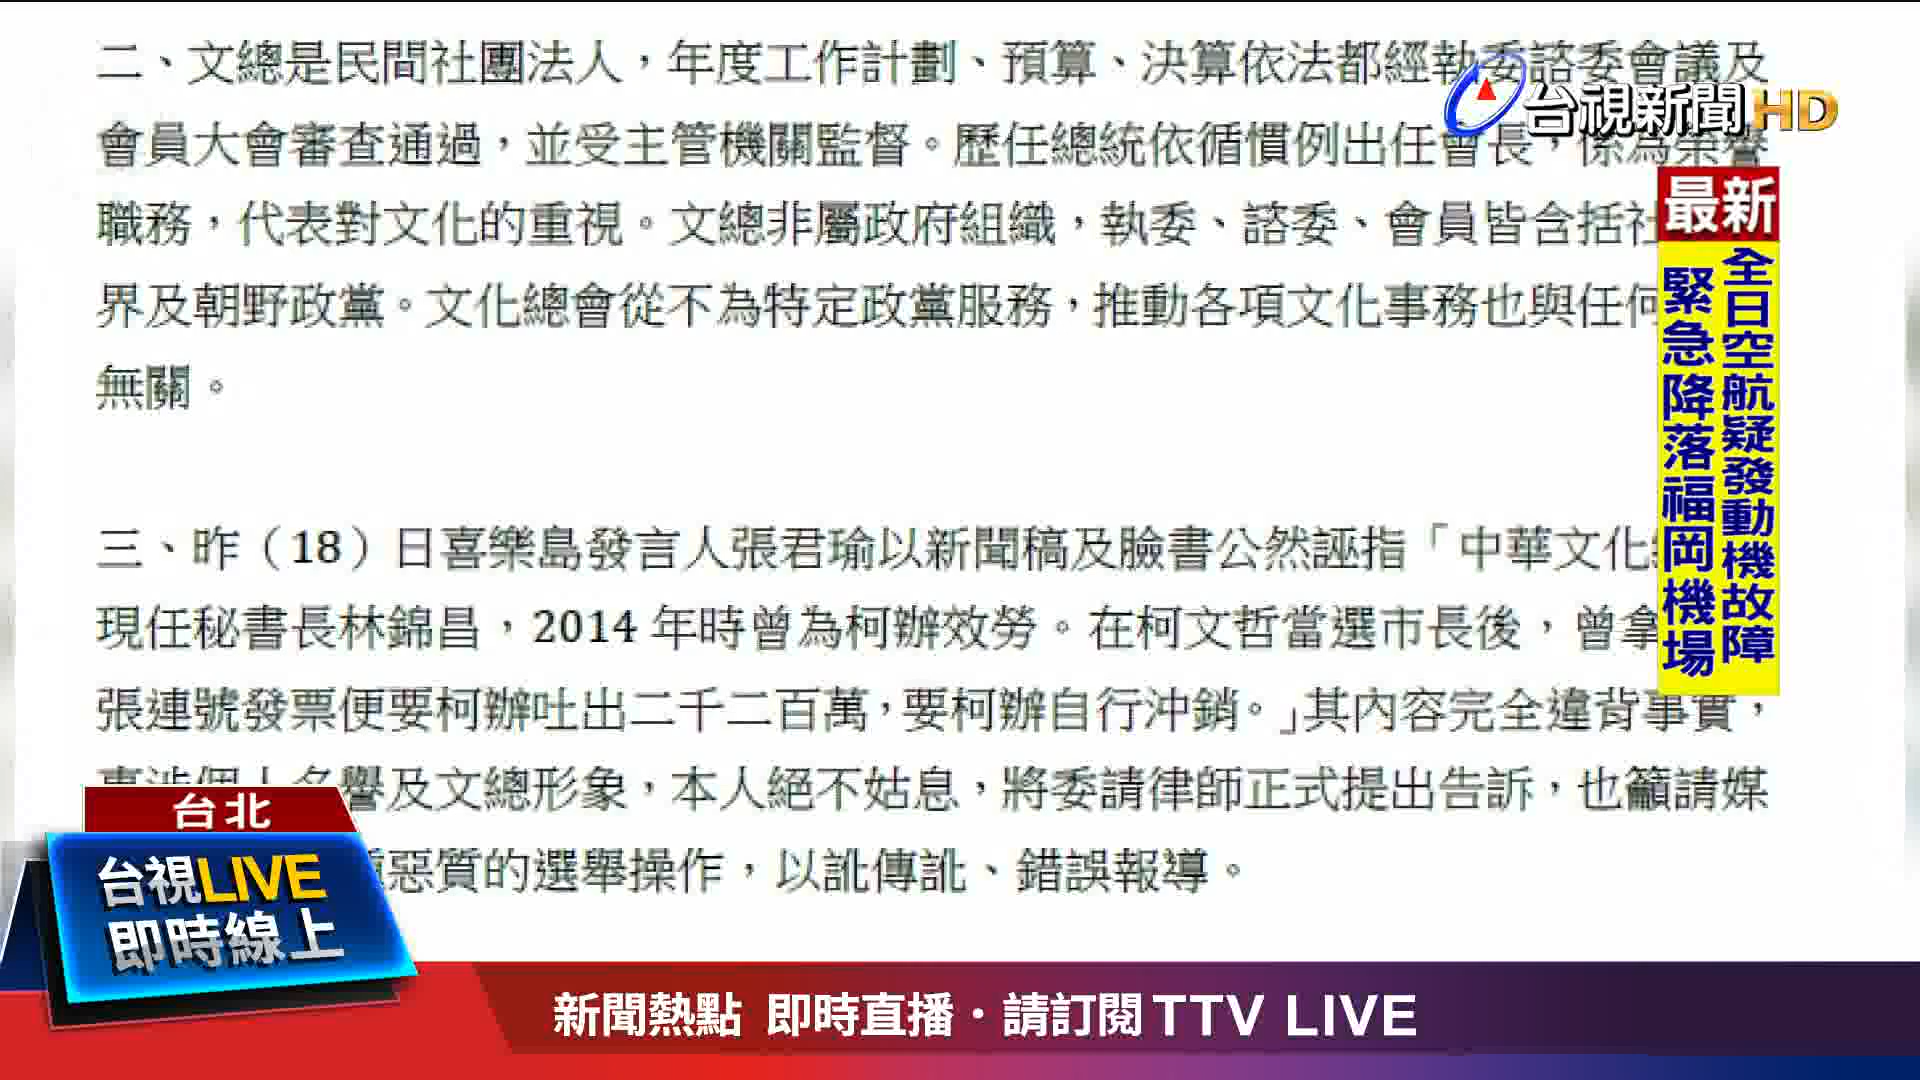 二、文總是民間社團法人，年度工作計劃、預算、決算依法都經執委諮委會議及
會員大會審查通過，並受主管機關監督。歷任總統依循慣例出任會長，係為榮譽
職務，代表對文化的重視。文總非屬政府組織，執委、諮委、會員皆含括社
界及朝野政黨。文化總會從不為特定政黨服務，推動各項文化事務也與任何
無關。
三、昨（18）日喜樂島發言人張君瑜以新聞稿及臉書公然誣指「中華文化
現任秘書長林錦昌，2014 年時曾為柯辦效勞。在柯文哲當選市長後，曾拿
張連號發票便要柯辦吐出二千二百萬，要柯辦自行沖銷。」其內容完全違背事實，
事涉個人名譽及文總形象，本人絕不姑息，將委請律師正式提出告訴，也籲請媒
惡質的選舉操作，以訛傳訛、錯誤報導。
台視新聞HD
最新
全日空航疑發動機故障
緊急降落福岡機場
台北
台視LIVE
即時線上
新聞熱點 即時直播・請訂閱TTV LIVE